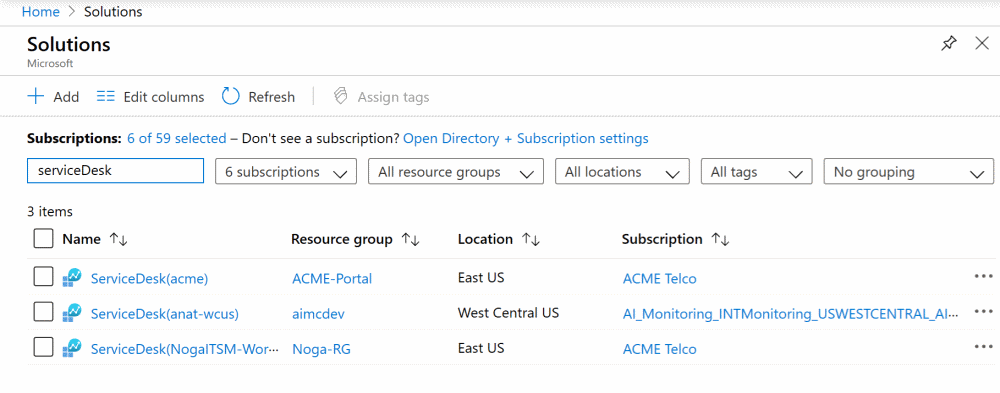 Home > Solutions
Solutions
Microsoft
Add Edit columns Refresh Assign tags
Subscriptions: 6 of 59 selected – Don't see a subscription? Open Directory + Subscription settings
serviceDesk 6 subscriptions All resource groups All locations All tags No grouping
3 items
Name Resource group Location Subscription
ServiceDesk(acme) ACME-Portal East US ACME Telco
ServiceDesk(anat-wcus) aimcdev West Central US AI_Monitoring_INTMonitoring_USWESTCENTRAL_AI...
ServiceDesk(NogaITSM-Wor... Noga-RG East US ACME Telco